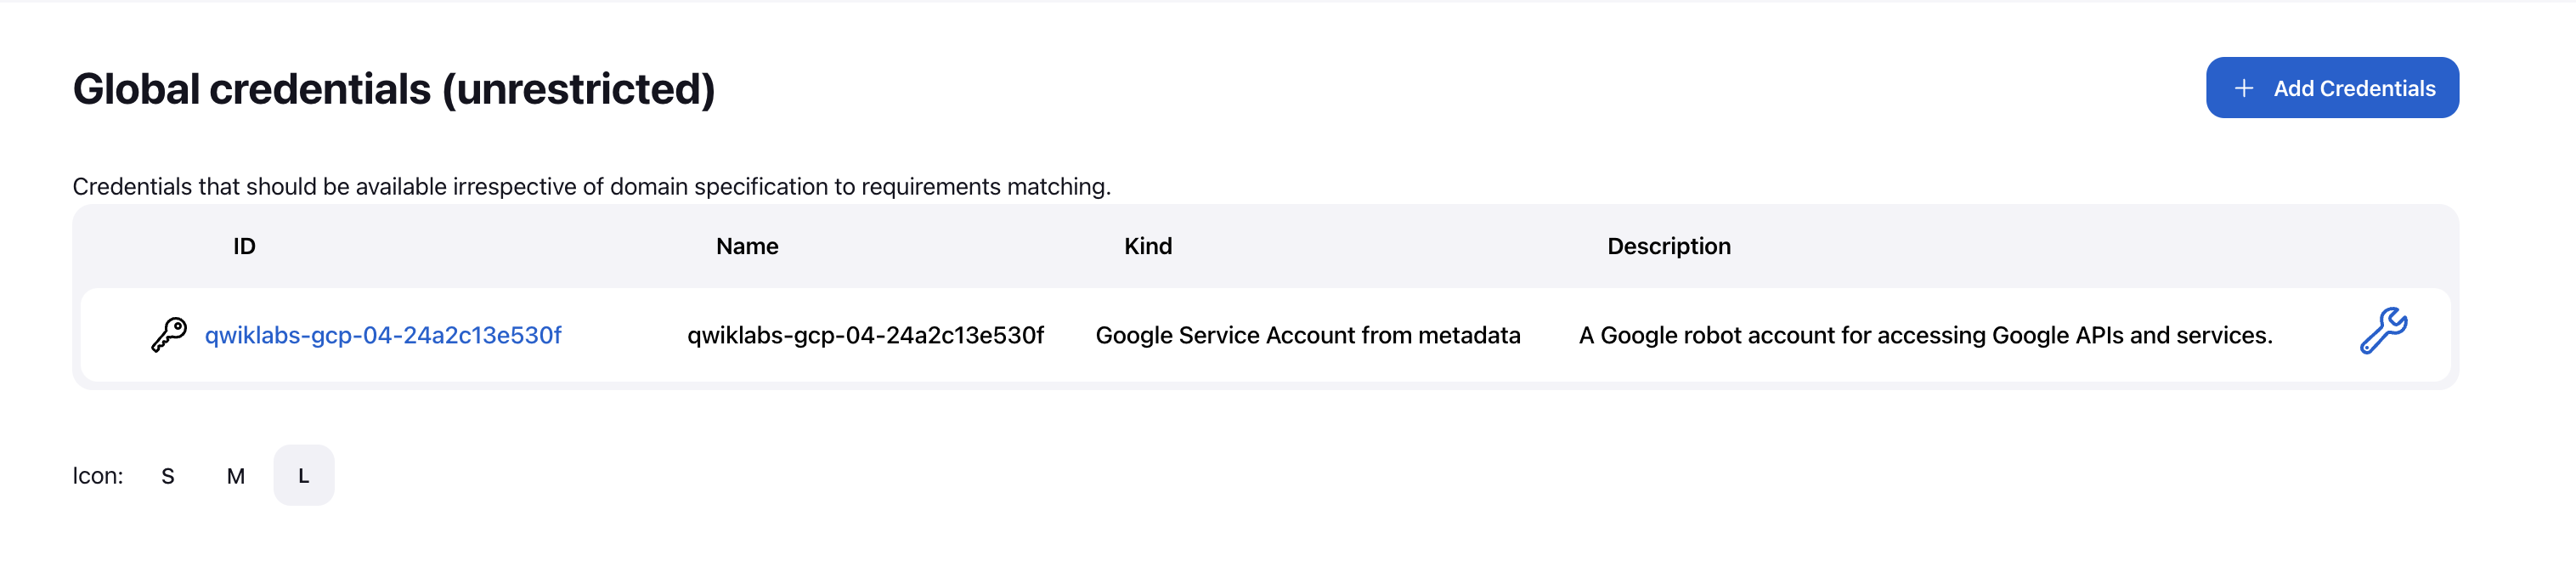 Global credentials (unrestricted)
+ Add Credentials
Credentials that should be available irrespective of domain specification to requirements matching.
ID Name Kind Description
qwiklabs-gcp-04-24a2c13e530f qwiklabs-gcp-04-24a2c13e530f Google Service Account from metadata A Google robot account for accessing Google APIs and services.
Icon: S M L